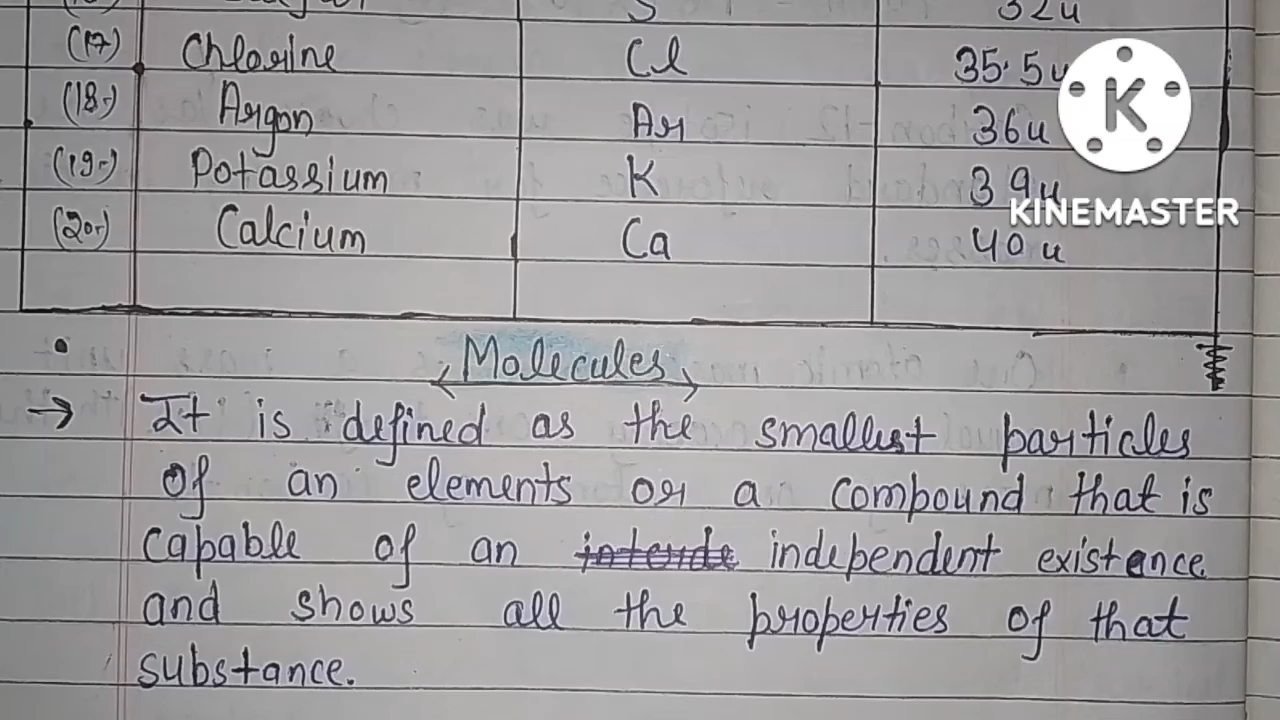 S 32u
(17) Chlorine Cl 35.5u
(18.) Argon Ar 36u
(19.) Potassium K 39u
(20.) Calcium Ca 40u
K
KINEMASTER
• Molecules
→ It is defined as the smallest particles
of an elements or a compound that is
capable of an independent existence
and shows all the properties of that
substance.